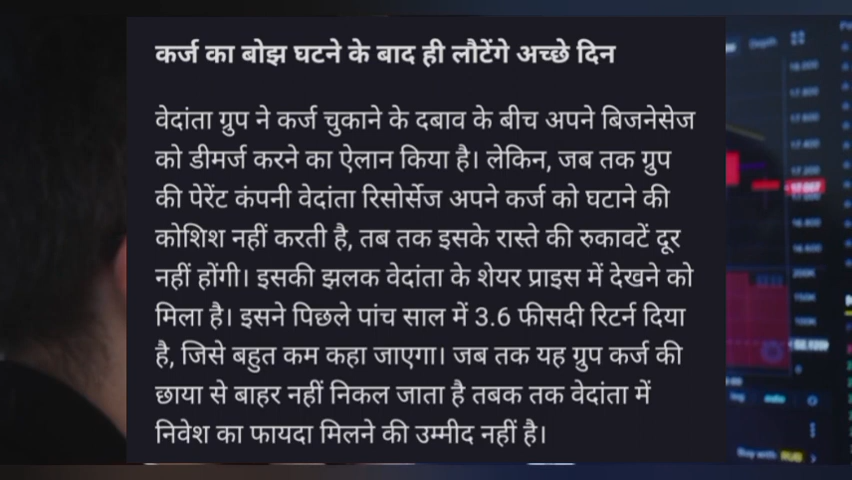 कर्ज का बोझ घटने के बाद ही लौटेंगे अच्छे दिन
वेदांता ग्रुप ने कर्ज चुकाने के दबाव के बीच अपने बिजनेसेज
को डीमर्ज करने का ऐलान किया है। लेकिन, जब तक ग्रुप
की पेरेंट कंपनी वेदांता रिसोर्सेज अपने कर्ज को घटाने की
कोशिश नहीं करती है, तब तक इसके रास्ते की रुकावटें दूर
नहीं होंगी। इसकी झलक वेदांता के शेयर प्राइस में देखने को
मिला है। इसने पिछले पांच साल में 3.6 फीसदी रिटर्न दिया
है, जिसे बहुत कम कहा जाएगा। जब तक यह ग्रुप कर्ज की
छाया से बाहर नहीं निकल जाता है तबक तक वेदांता में
निवेश का फायदा मिलने की उम्मीद नहीं है।
Depth